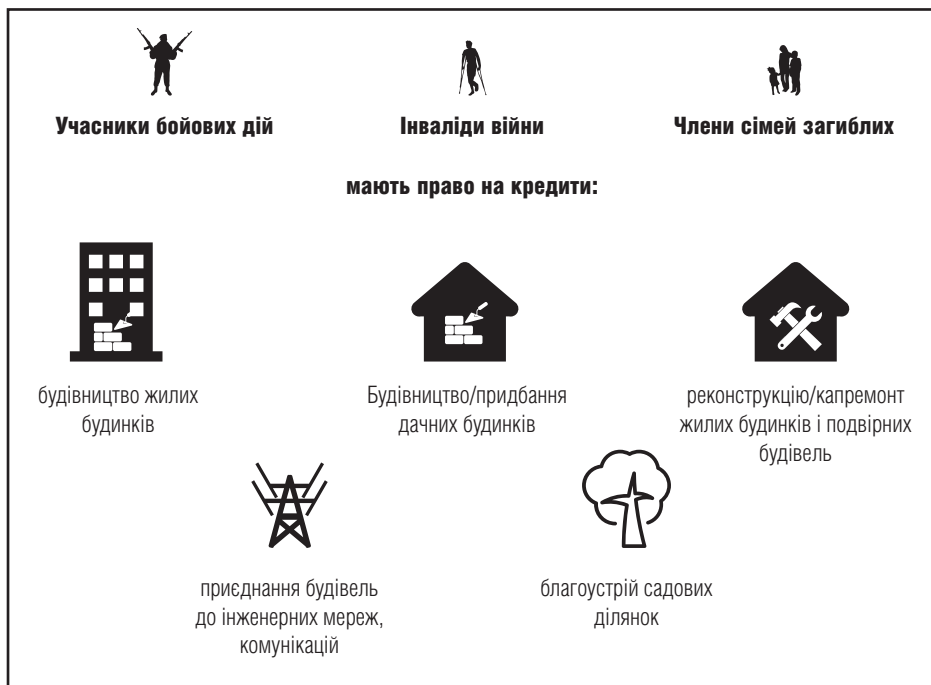 Учасники бойових дій
Інваліди війни
Члени сімей загиблих
мають право на кредити:
будівництво жилих
будинків
Будівництво/придбання
дачних будинків
реконструкцію/капремонт
жилих будинків і подвірних
будівель
приєднання будівель
до інженерних мереж,
комунікацій
благоустрій садових
ділянок